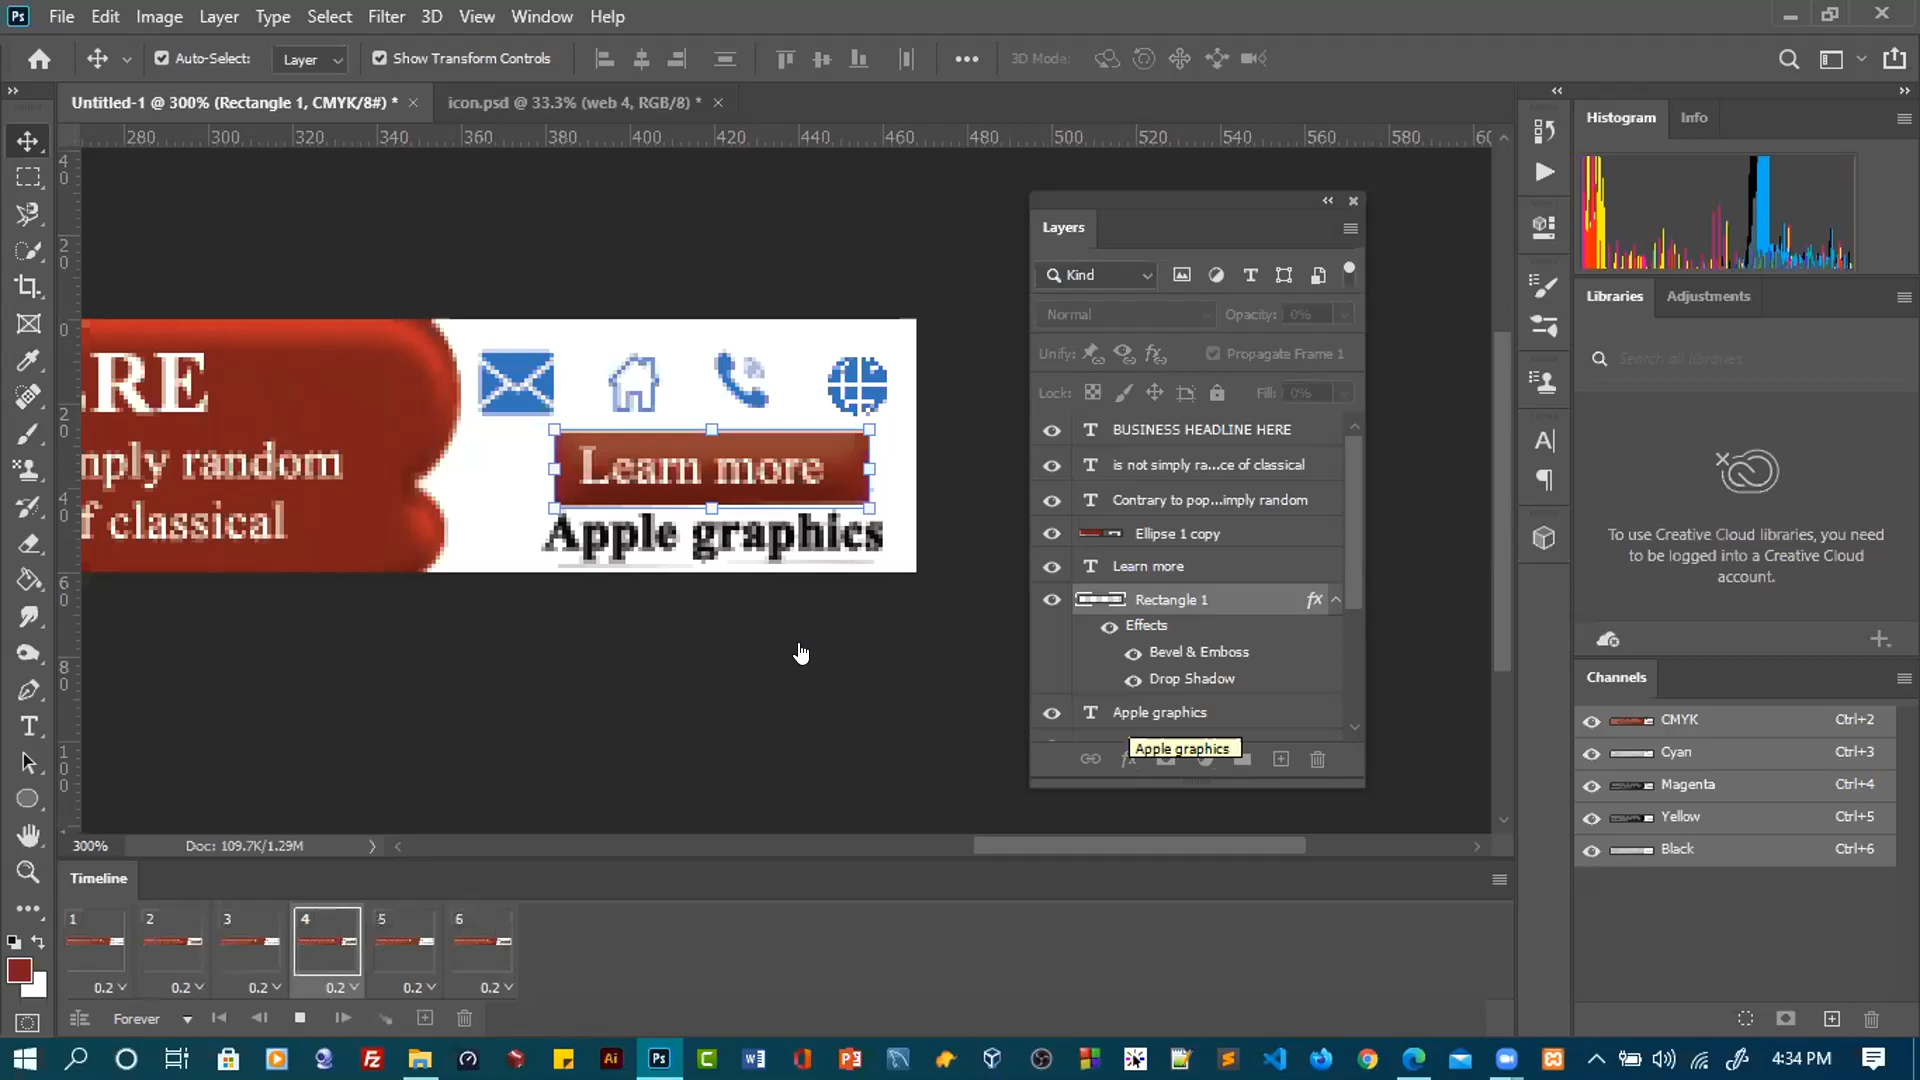 Ps File Edit Image Layer Type Select Filter 3D View Window Help
Auto-Select: Layer Show Transform Controls 3D Mode:
Untitled-1 @ 300% (Rectangle 1, CMYK/8#) * icon.psd @ 33.3% (web 4, RGB/8) *
280 300 320 340 360 380 400 420 440 460 480 500 520 540 560 580
ARE
mply random
f classical
Learn more
Apple graphics
Layers
Kind
Normal Opacity: 0%
Unify: Propagate Frame 1
Lock: Fill: 0%
BUSINESS HEADLINE HERE
is not simply ra...ce of classical
Contrary to pop...imply random
Ellipse 1 copy
Learn more
Rectangle 1 fx
Effects
Bevel & Emboss
Drop Shadow
Apple graphics
Apple graphics
Histogram Info
Libraries Adjustments
Search all libraries
To use Creative Cloud libraries, you
need to be logged into a Creative Cloud
account.
Channels
CMYK Ctrl+2
Cyan Ctrl+3
Magenta Ctrl+4
Yellow Ctrl+5
Black Ctrl+6
300% Doc: 109.7K/1.29M
Timeline
1 2 3 4 5 6
0.2 0.2 0.2 0.2 0.2 0.2
Forever
4:34 PM